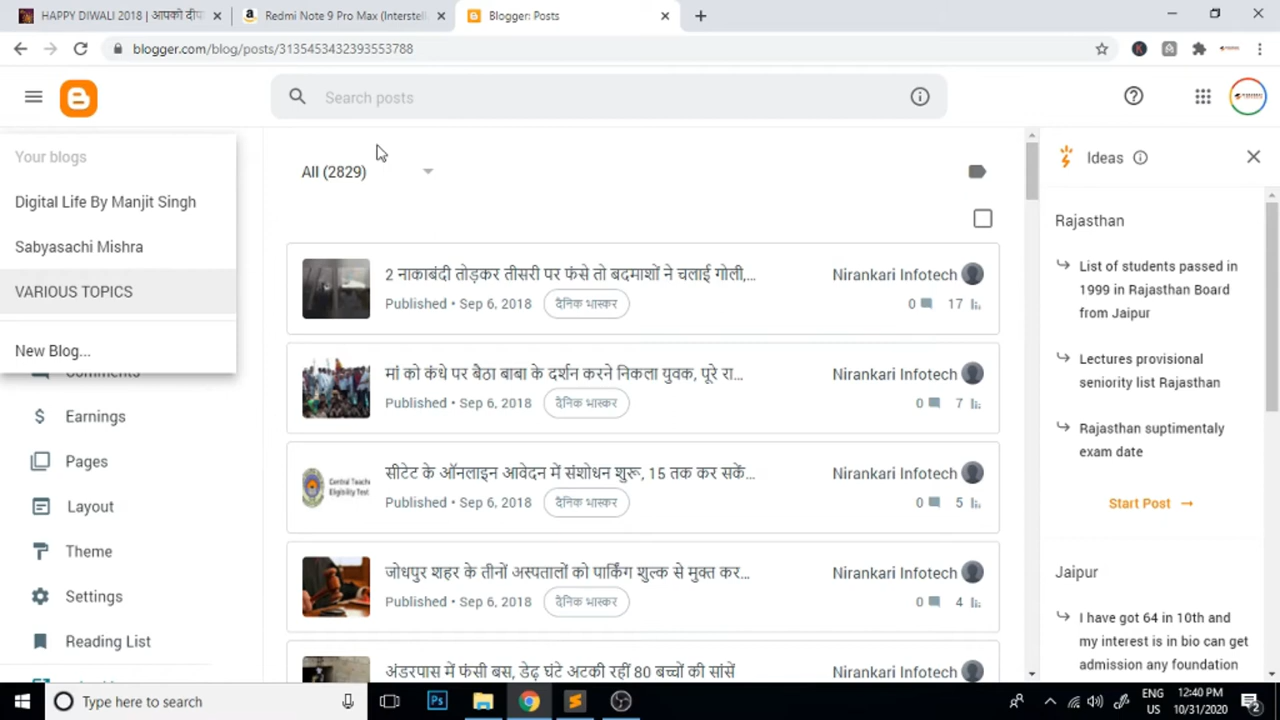 HAPPY DIWALI 2018 | आपको दीप
Redmi Note 9 Pro Max (Interstell
Blogger: Posts
blogger.com/blog/posts/3135453432393553788
Search posts
Your blogs
Digital Life By Manjit Singh
Sabyasachi Mishra
VARIOUS TOPICS
New Blog...
Comments
Earnings
Pages
Layout
Theme
Settings
Reading List
All (2829)
2 नाकाबंदी तोड़कर तीसरी पर फंसे तो बदमाशों ने चलाई गोली,...
Nirankari Infotech
Published • Sep 6, 2018 दैनिक भास्कर
0 17
मां को कंधे पर बैठा बाबा के दर्शन करने निकला युवक, पूरे रा...
Nirankari Infotech
Published • Sep 6, 2018 दैनिक भास्कर
0 7
Central Teache
Eligibility Test
सीटेट के ऑनलाइन आवेदन में संशोधन शुरू, 15 तक कर सकें...
Nirankari Infotech
Published • Sep 6, 2018 दैनिक भास्कर
0 5
जोधपुर शहर के तीनों अस्पतालों को पार्किंग शुल्क से मुक्त कर...
Nirankari Infotech
Published • Sep 6, 2018 दैनिक भास्कर
0 4
अंडरपास में फंसी बस, डेढ़ घंटे अटकी रहीं 80 बच्चों की सांसें
Nirankari Infotech
Ideas
Rajasthan
List of students passed in
1999 in Rajasthan Board
from Jaipur
Lectures provisional
seniority list Rajasthan
Rajasthan suptimentaly
exam date
Start Post
Jaipur
I have got 64 in 10th and
my interest is in bio can get
admission any foundation
Type here to search
Ps
ENG
US
12:40 PM
10/31/2020
2